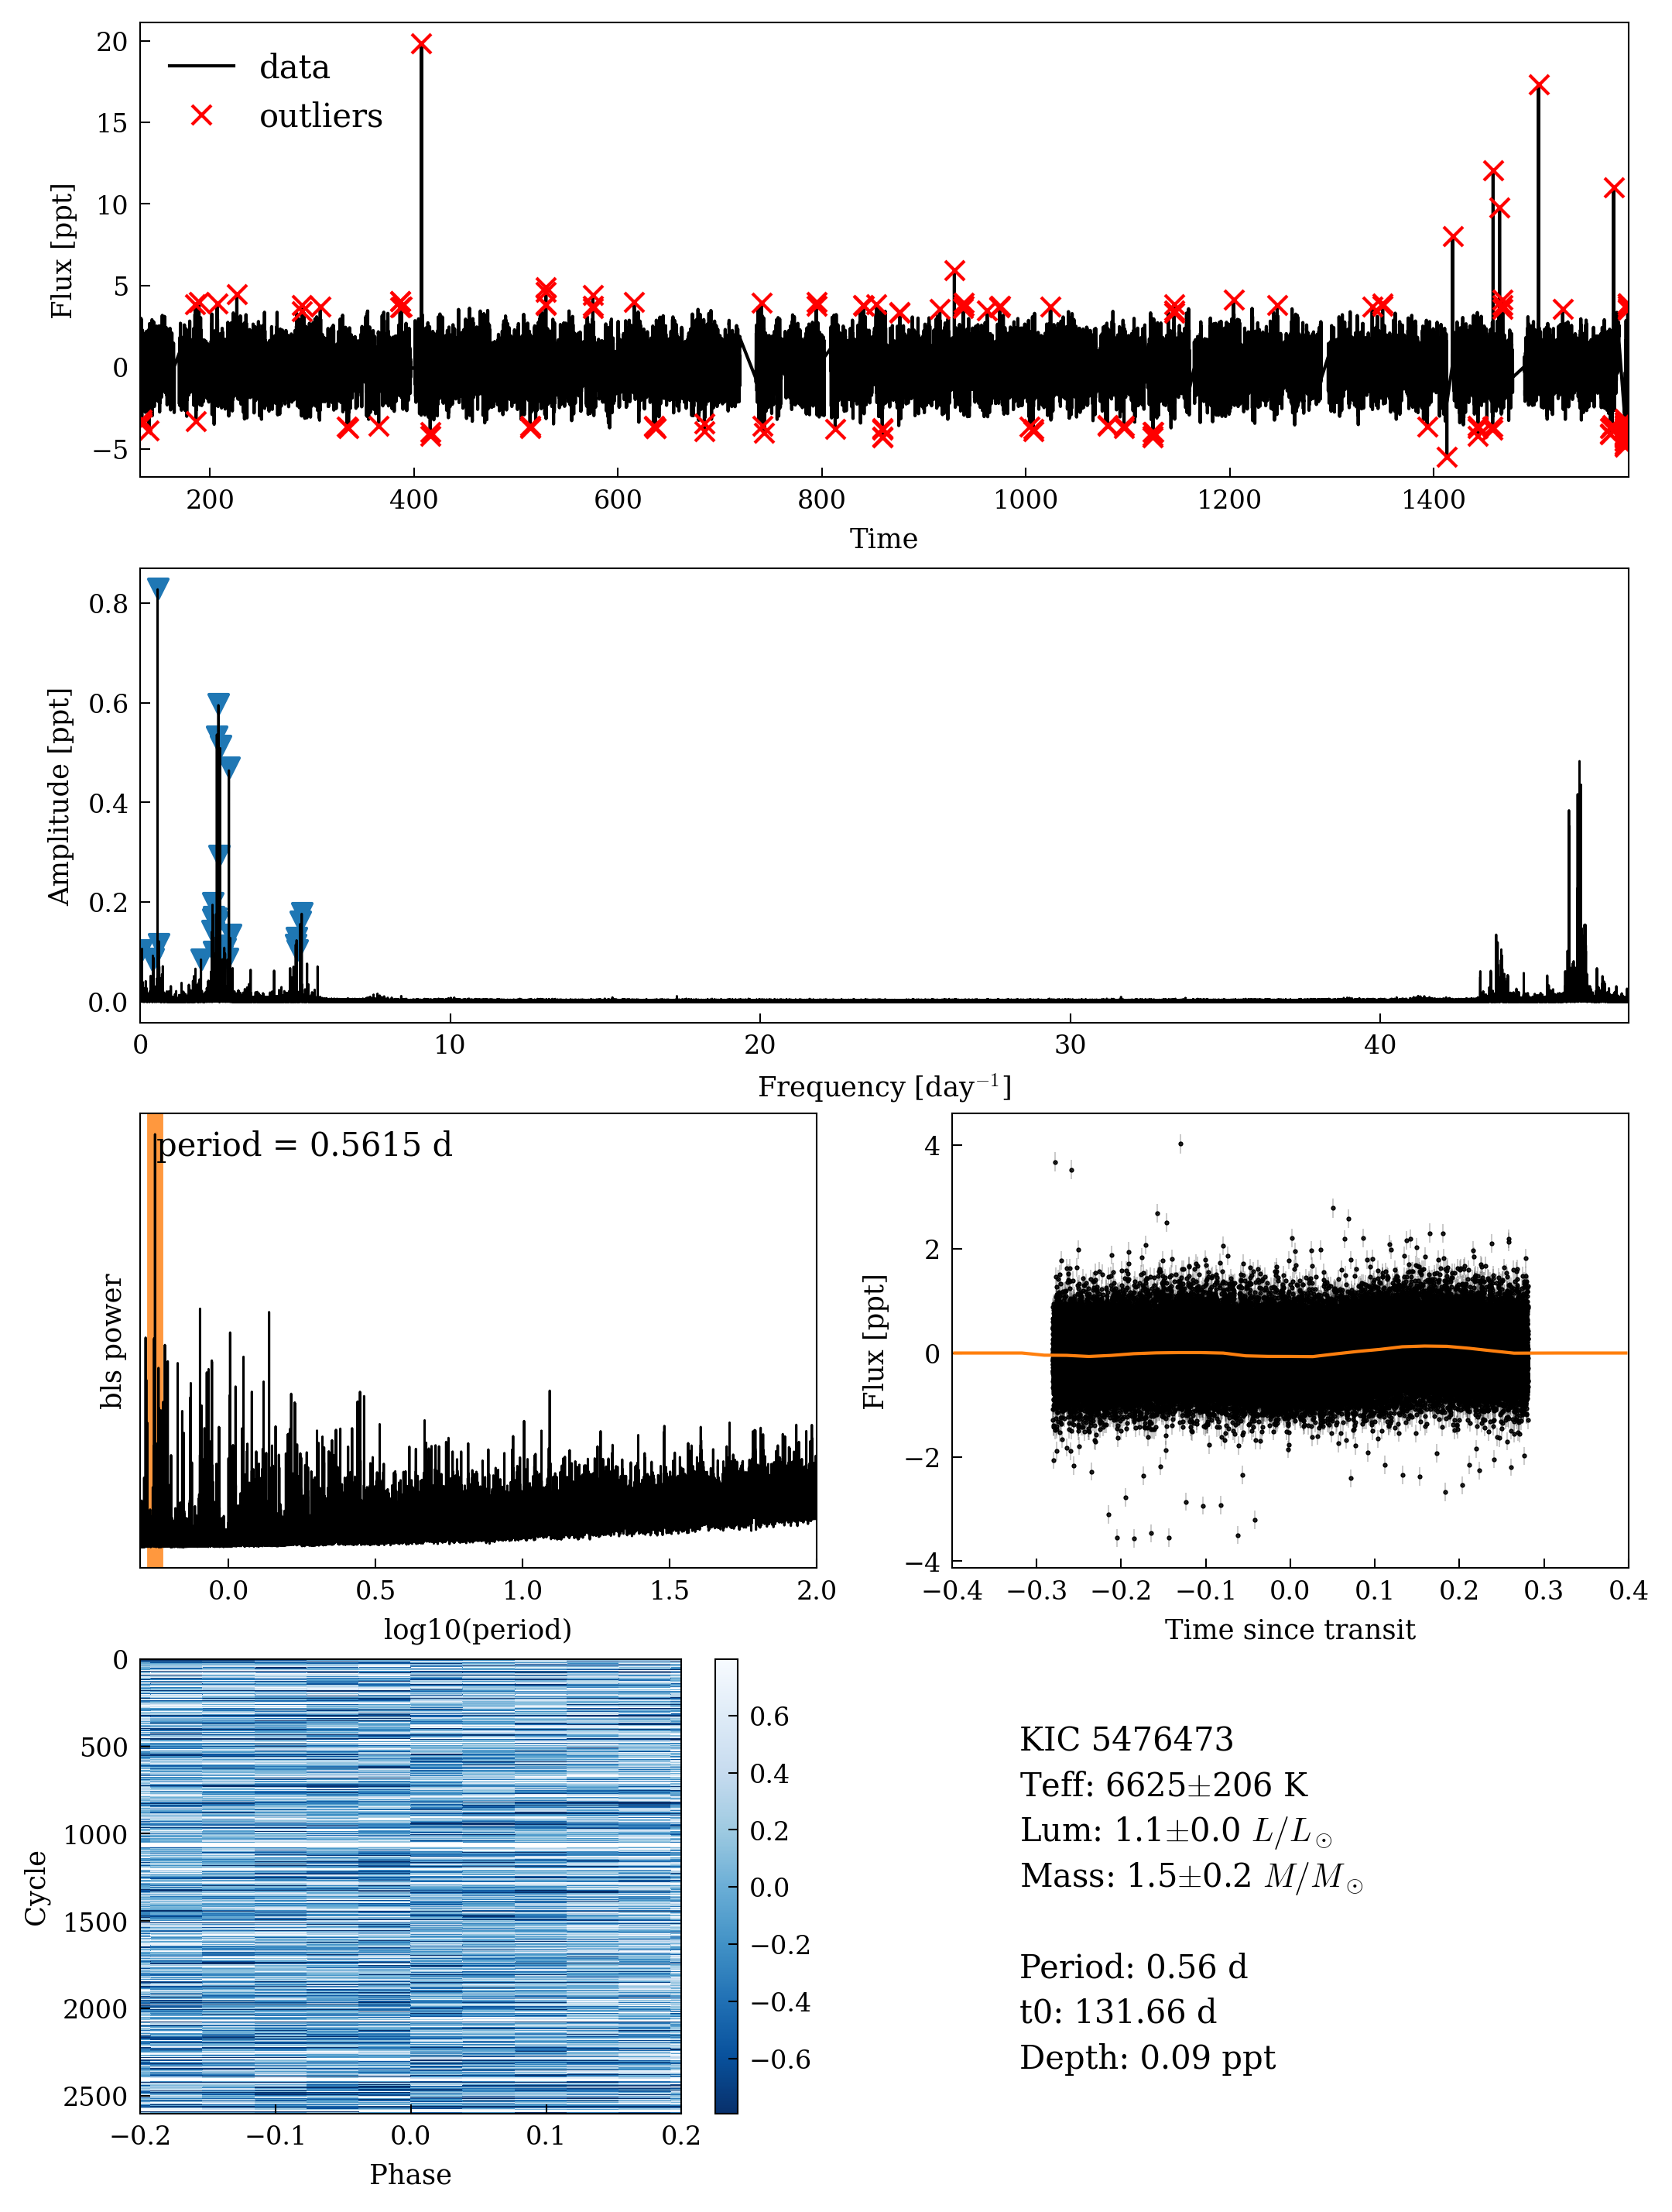 20
15
10
5
0
−5
Flux [ppt]
data
outliers
200 400 600 800 1000 1200 1400
Time
0.8
0.6
0.4
0.2
0.0
Amplitude [ppt]
0 10 20 30 40
Frequency [day⁻¹]
period = 0.5615 d
bls power
0.0 0.5 1.0 1.5 2.0
log10(period)
4
2
0
−2
−4
Flux [ppt]
−0.4 −0.3 −0.2 −0.1 0.0 0.1 0.2 0.3 0.4
Time since transit
0
500
1000
1500
2000
2500
Cycle
−0.2 −0.1 0.0 0.1 0.2
Phase
0.6
0.4
0.2
0.0
−0.2
−0.4
−0.6
KIC 5476473
Teff: 6625±206 K
Lum: 1.1±0.0 L/L⊙
Mass: 1.5±0.2 M/M⊙
Period: 0.56 d
t0: 131.66 d
Depth: 0.09 ppt